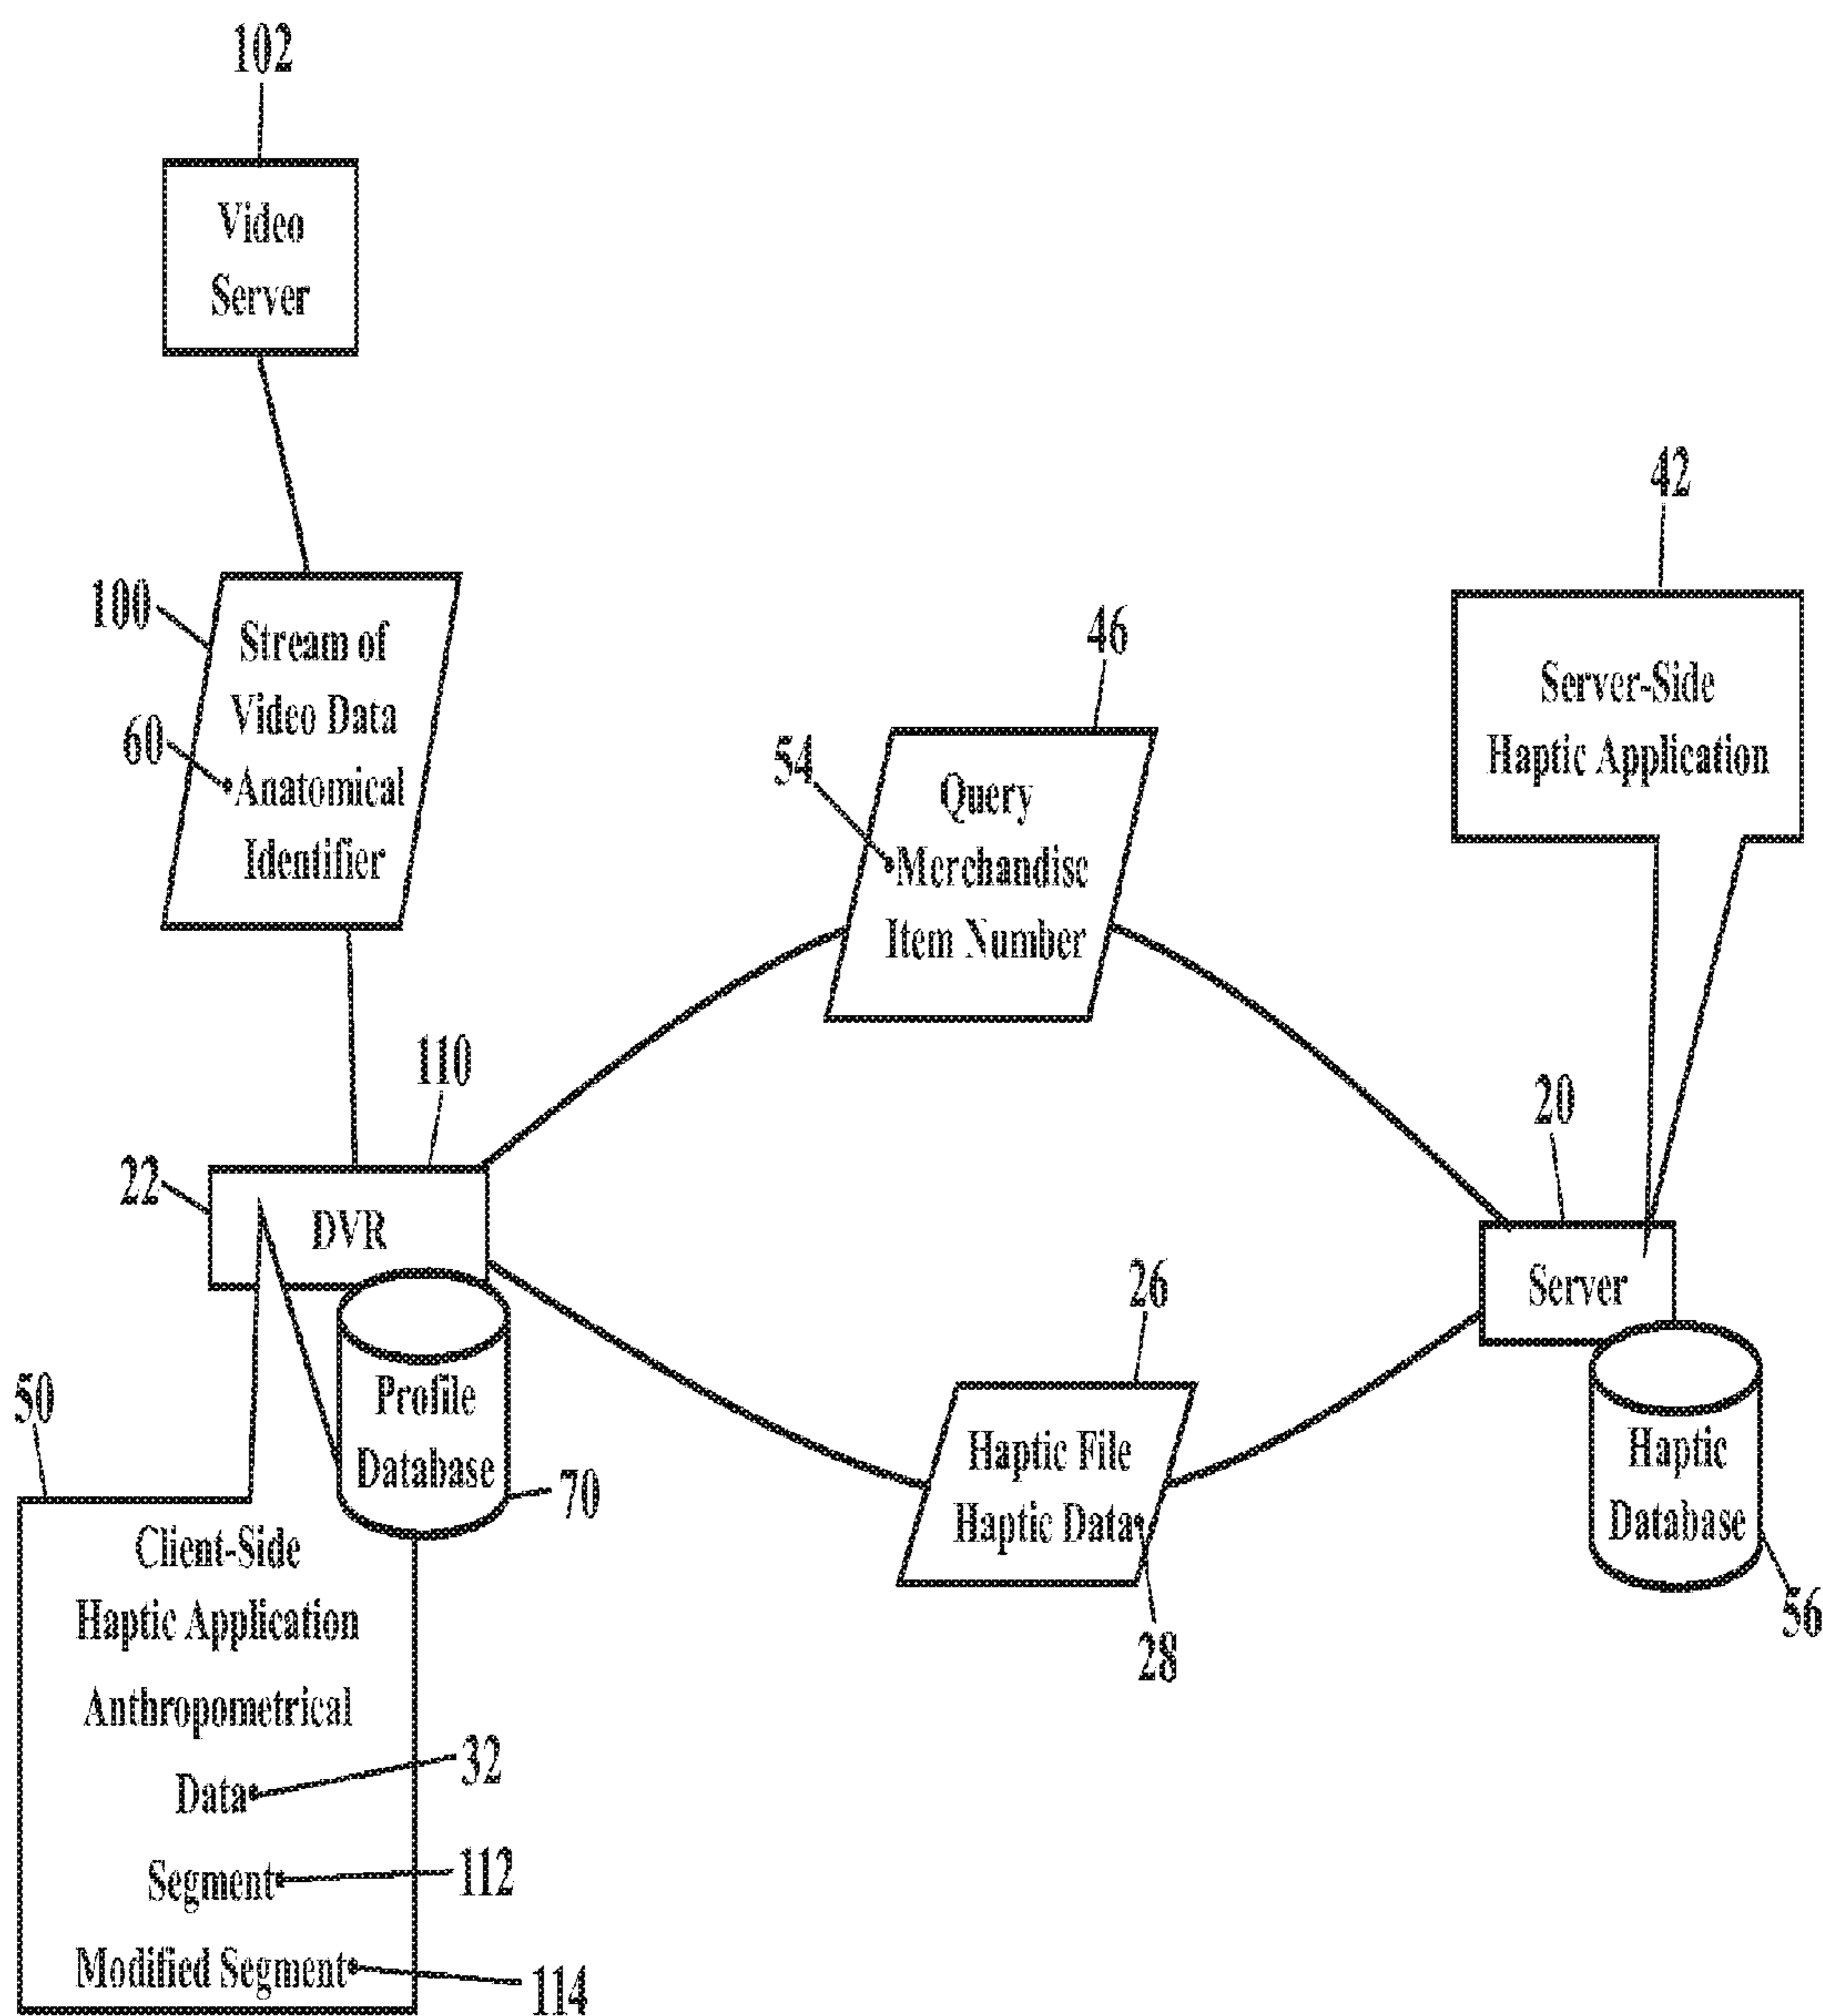 102
Video
Server
100
Stream of
Video Data
60
Anatomical
Identifier
46
54
Query
Merchandise
Item Number
42
Server-Side
Haptic Application
110
22
DVR
20
Server
26
Haptic File
Haptic Data
28
Profile
Database
70
Haptic
Database
56
50
Client-Side
Haptic Application
Anthropometrical
Data
32
Segment
112
Modified Segment
114